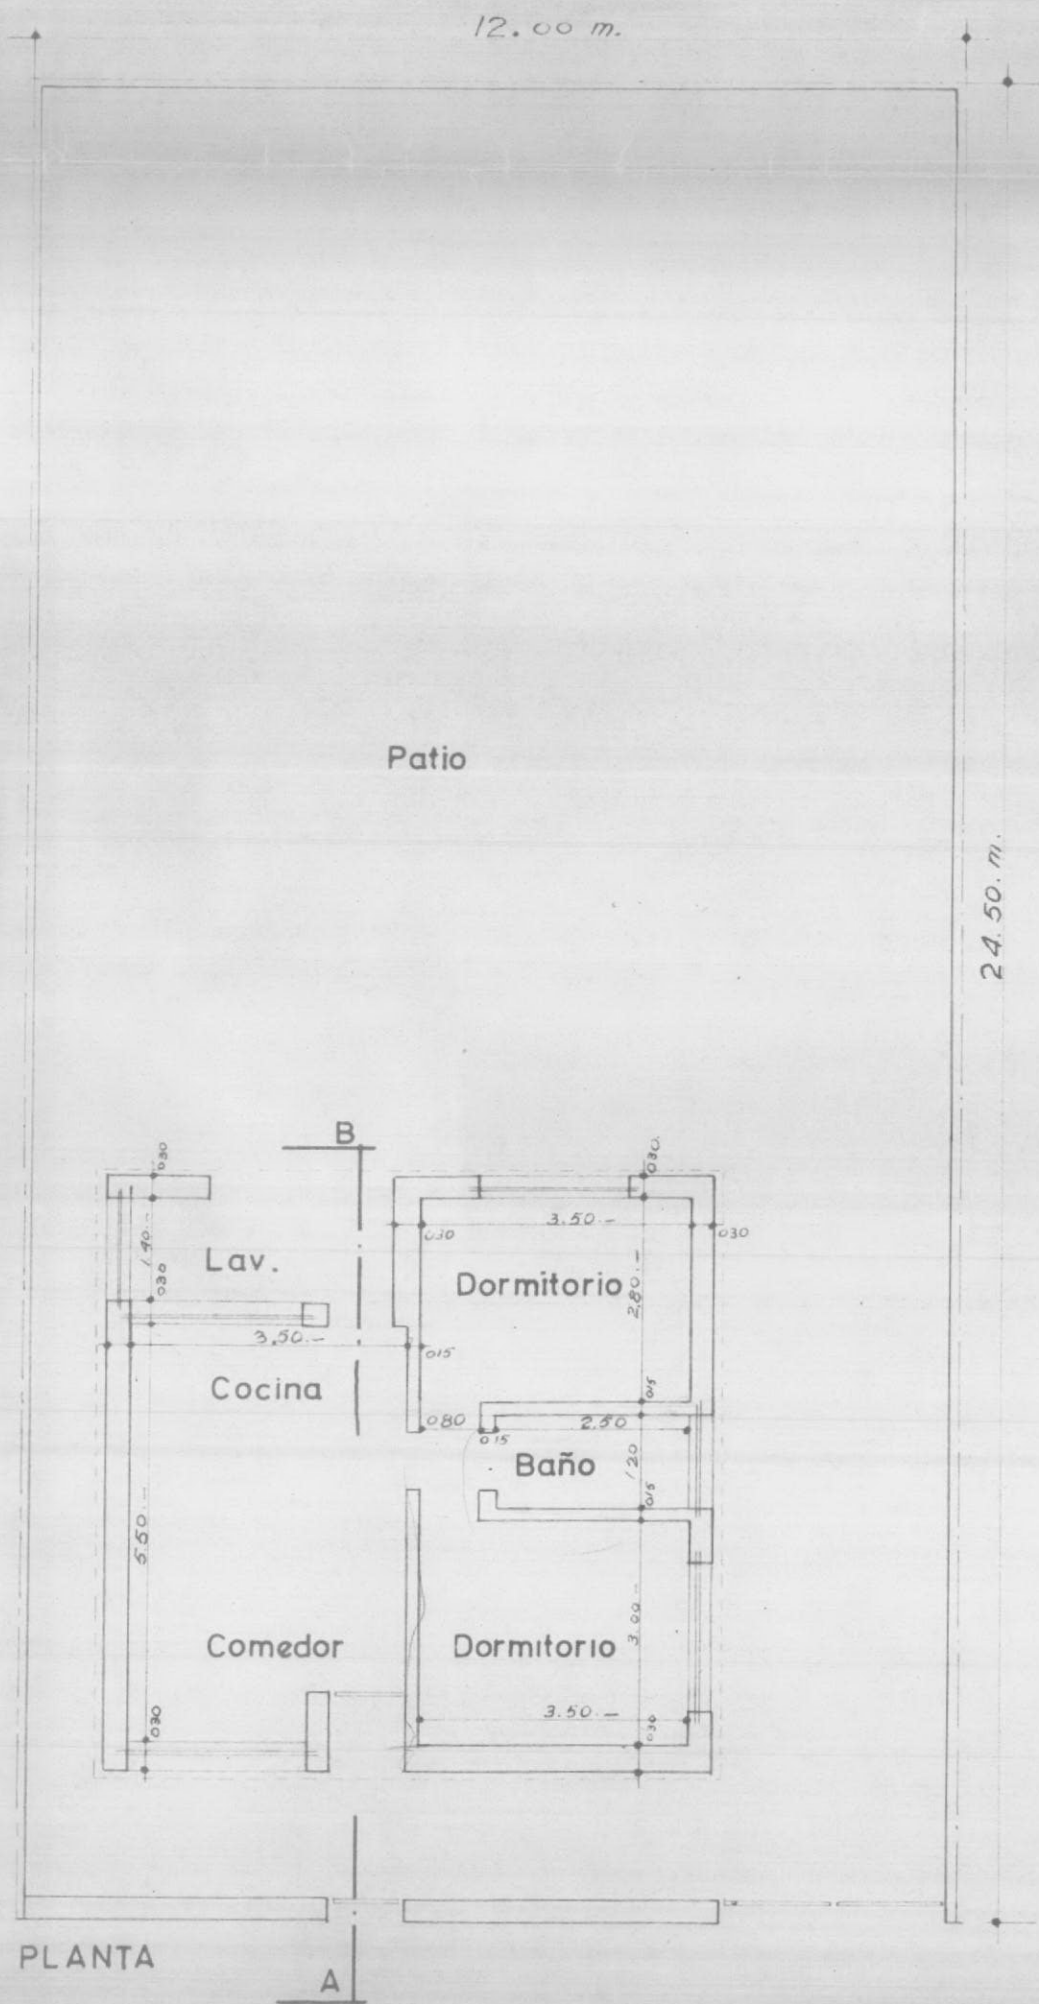 12.00 m.
Patio
24.50. m.
B
030
030
1.40.-
Lav.
030
3.50.-
030
030
Dormitorio
2.80.-
3.50.-
015
Cocina
080
015
2.50
015
Baño
1.20
015
5.50.-
Comedor
Dormitorio
3.00-
030
3.50.-
030
PLANTA
A